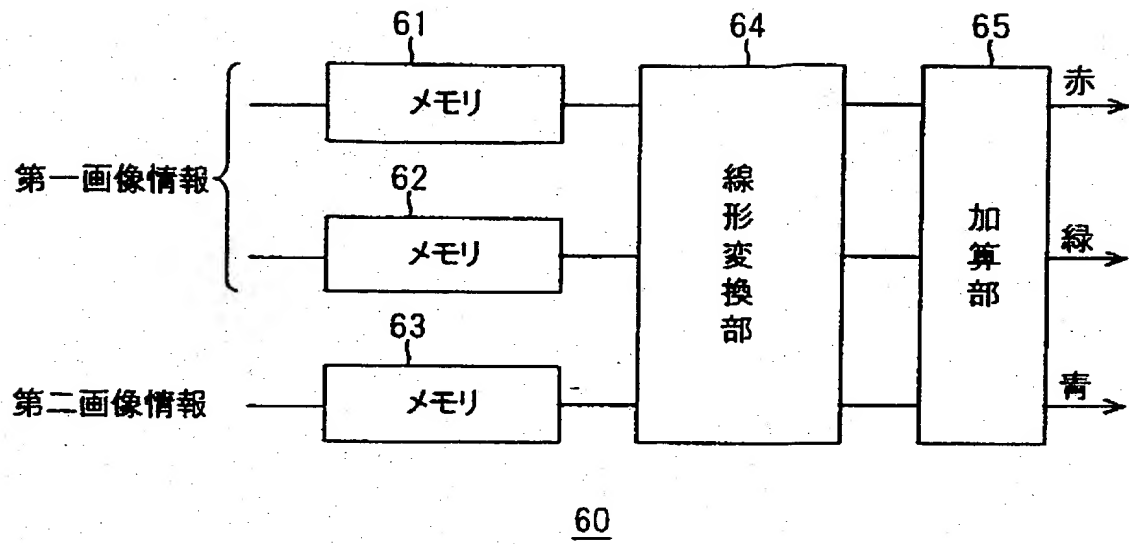 61
64
65
メモリ
赤
第一画像情報
62
メモリ
線形変換部
加算部
緑
63
第二画像情報
メモリ
青
60